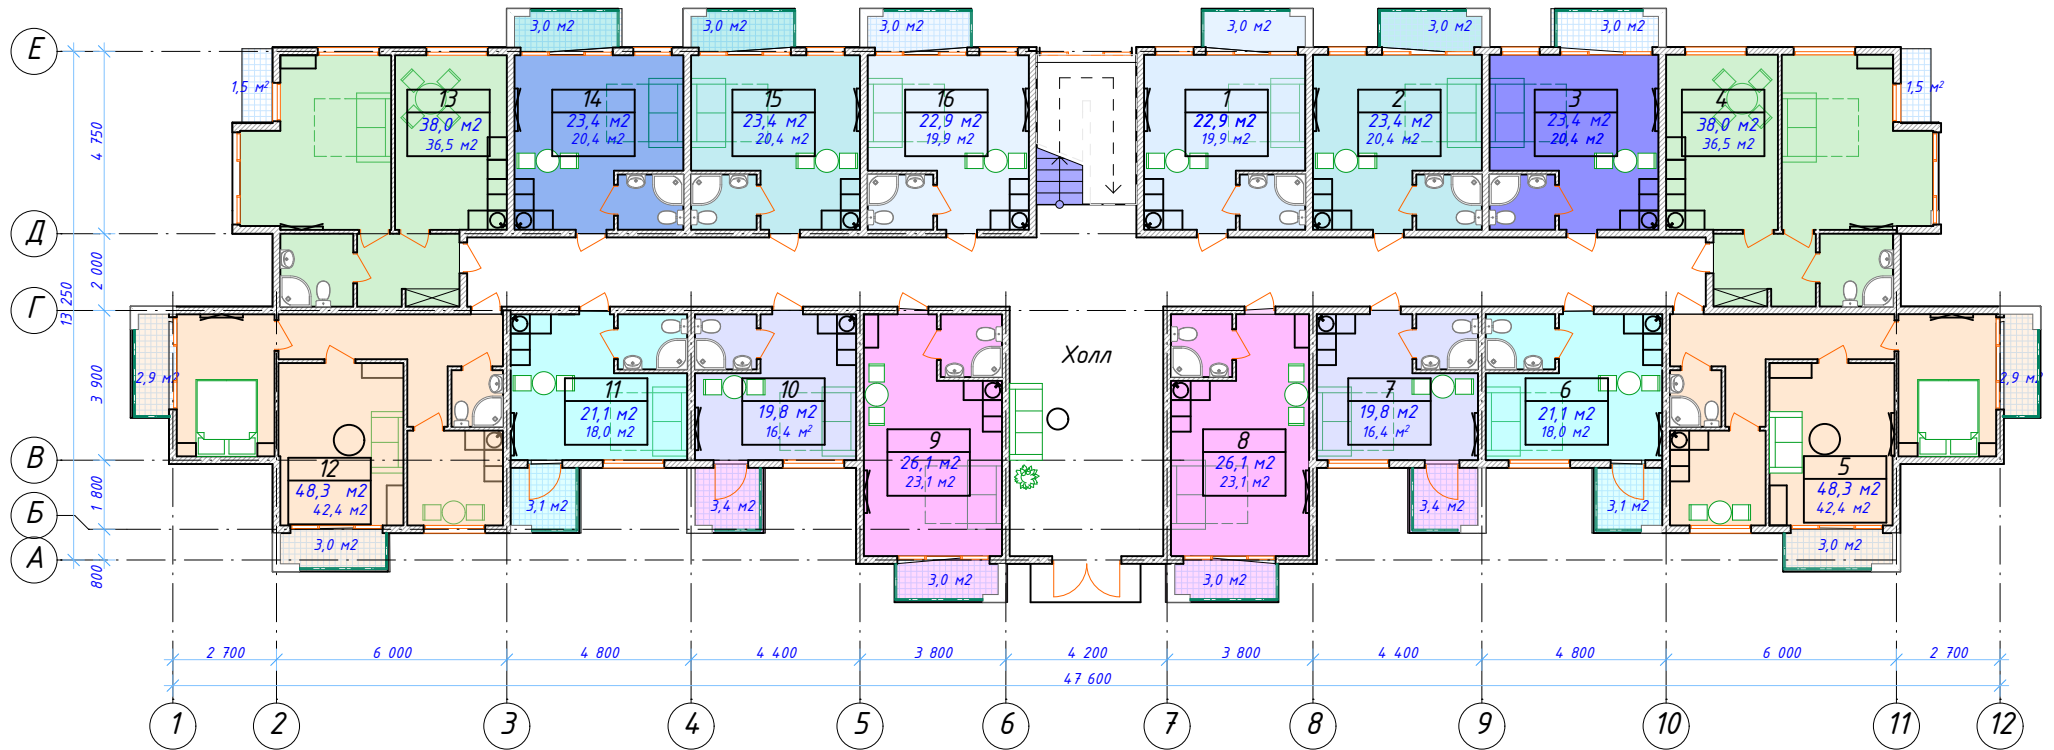 3,0 м2
3,0 м2
3,0 м2
3,0 м2
3,0 м2
3,0 м2
Е
1,5 м²
13
38,0 м2
36,5 м2
14
23,4 м2
20,4 м2
15
23,4 м2
20,4 м2
16
22,9 м2
19,9 м2
1
22,9 м2
19,9 м2
2
23,4 м2
20,4 м2
3
23,4 м2
20,4 м2
4
38,0 м2
36,5 м2
1,5 м²
4 750
Д
2 000
13 250
Г
Холл
3 900
2,9 м2
11
21,1 м2
18,0 м2
10
19,8 м2
16,4 м²
9
26,1 м2
23,1 м2
8
26,1 м2
23,1 м2
7
19,8 м2
16,4 м²
6
21,1 м2
18,0 м2
2,9 м2
В
12
48,3 м2
42,4 м2
5
48,3 м2
42,4 м2
1 800
Б
3,1 м2
3,4 м2
3,4 м2
3,1 м2
А
800
3,0 м2
3,0 м2
3,0 м2
3,0 м2
2 700
6 000
4 800
4 400
3 800
4 200
3 800
4 400
4 800
6 000
2 700
47 600
1
2
3
4
5
6
7
8
9
10
11
12